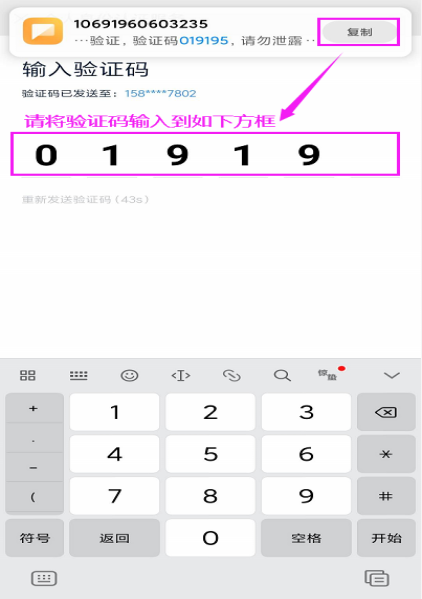 10691960603235
···验证，验证码019195，请勿泄露···
复制
输入验证码
验证码已发送至：158****7802
请将验证码输入到如下方框
0 1 9 1 9
重新发送验证码 (43s)
惊蛰
+ 1 2 3
. 4 5 6 *
- 7 8 9 #
(
符号 返回 0 空格 开始